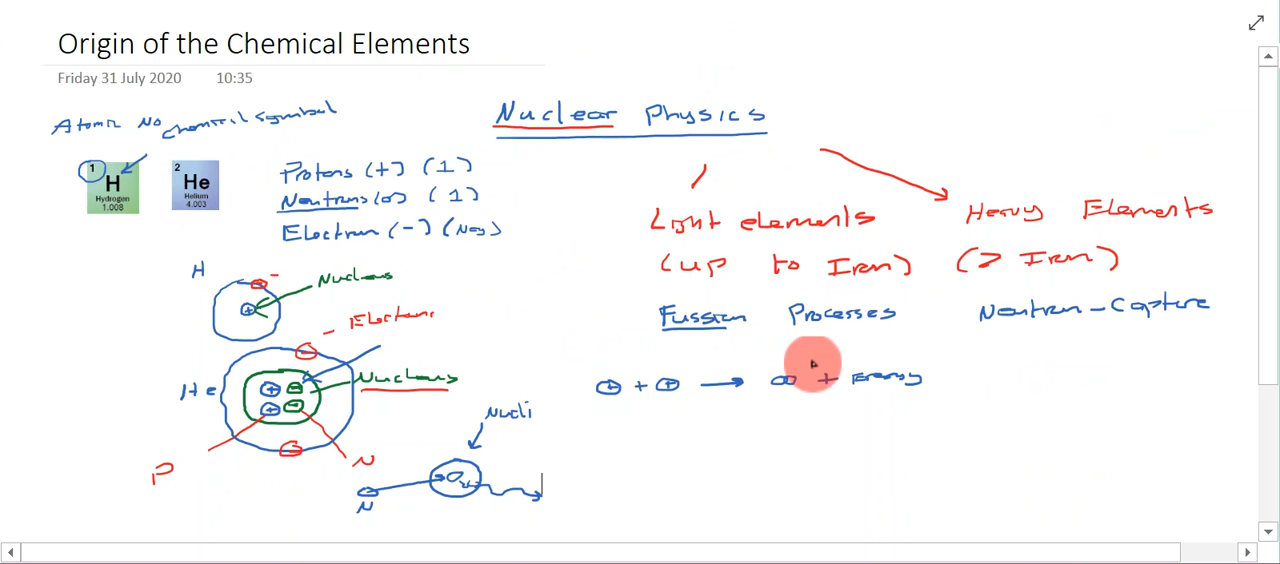 Origin of the Chemical Elements
Friday 31 July 2020 10:35
Atomic No
Chemical Symbol
Nuclear Physics
1
H
Hydrogen
1.008
2
He
Helium
4.003
Protons (+) (1)
Neutrons (0) (1)
Electron (-) (Neg)
Light elements
(up to Iron)
Heavy Elements
(> Iron)
Fussion Processes
Neutron-Capture
H
-
+
Nucleus
- Electron
He
+
+
Nucleus
P
N
Nucli
N
+ + + → + Energy